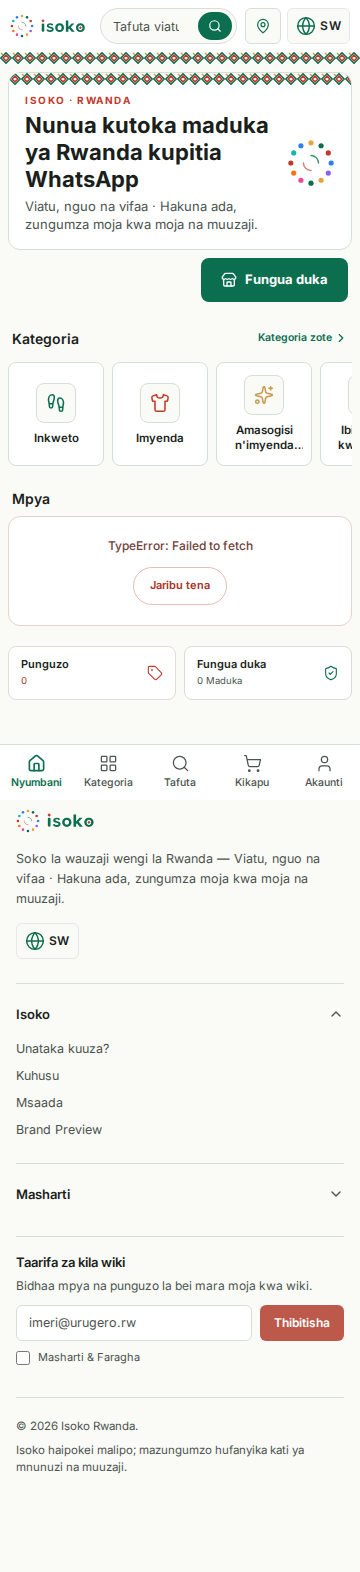 isoko
Tafuta viatu
SW
ISOKO · RWANDA
Nunua kutoka maduka
ya Rwanda kupitia
WhatsApp
Viatu, nguo na vifaa · Hakuna ada,
zungumza moja kwa moja na muuzaji.
Fungua duka
Kategoria
Kategoria zote
Inkweto
Imyenda
Amasogisi
n'imyenda...
Mpya
TypeError: Failed to fetch
Jaribu tena
Punguzo
0
Fungua duka
0 Maduka
Nyumbani
Kategoria
Tafuta
Kikapu
Akaunti
isoko
Soko la wauzaji wengi la Rwanda — Viatu, nguo na
vifaa · Hakuna ada, zungumza moja kwa moja na
muuzaji.
SW
Isoko
Unataka kuuza?
Kuhusu
Msaada
Brand Preview
Masharti
Taarifa za kila wiki
Bidhaa mpya na punguzo la bei mara moja kwa wiki.
imeri@urugero.rw
Thibitisha
Masharti & Faragha
© 2026 Isoko Rwanda.
Isoko haipokei malipo; mazungumzo hufanyika kati ya
mnunuzi na muuzaji.